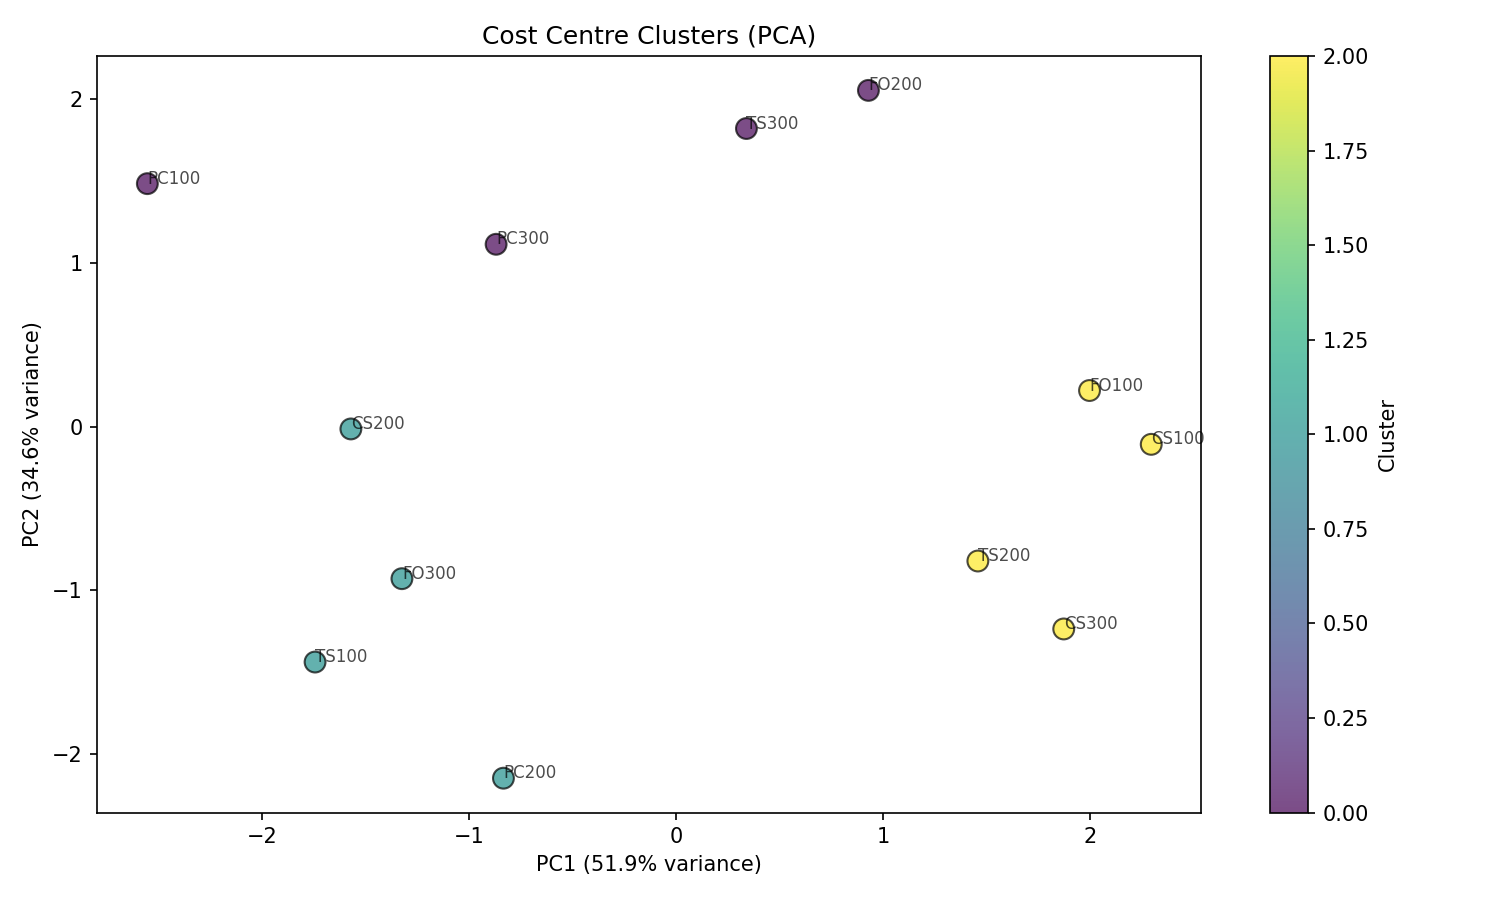 Cost Centre Clusters (PCA)
FO200
TS300
PC100
PC300
FO100
CS200
CS100
TS200
FO300
CS300
TS100
PC200
2
1
0
−1
−2
PC2 (34.6% variance)
−2
−1
0
1
2
PC1 (51.9% variance)
2.00
1.75
1.50
1.25
1.00
0.75
0.50
0.25
0.00
Cluster